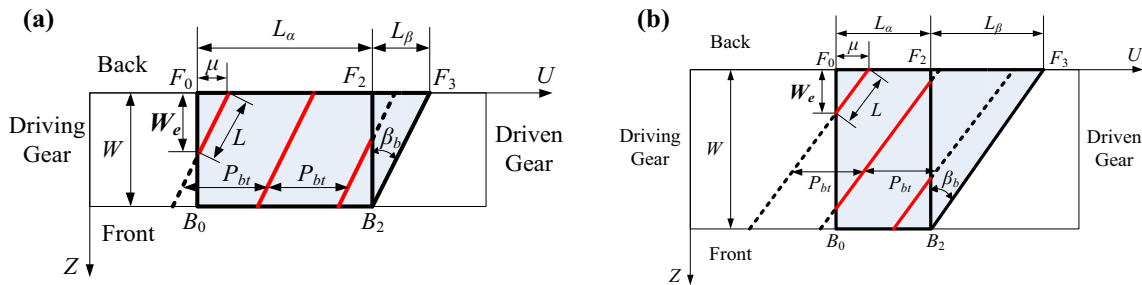 (a)
L_α
L_β
Back
F_0
μ
F_2
F_3
U
Driving
Gear
W
W_e
L
P_bt
P_bt
β_b
Driven
Gear
Front
B_0
B_2
Z
(b)
L_α
L_β
Back
F_0
μ
F_2
F_3
U
W_e
L
Driving
Gear
W
P_bt
P_bt
β_b
Driven
Gear
Front
B_0
B_2
Z